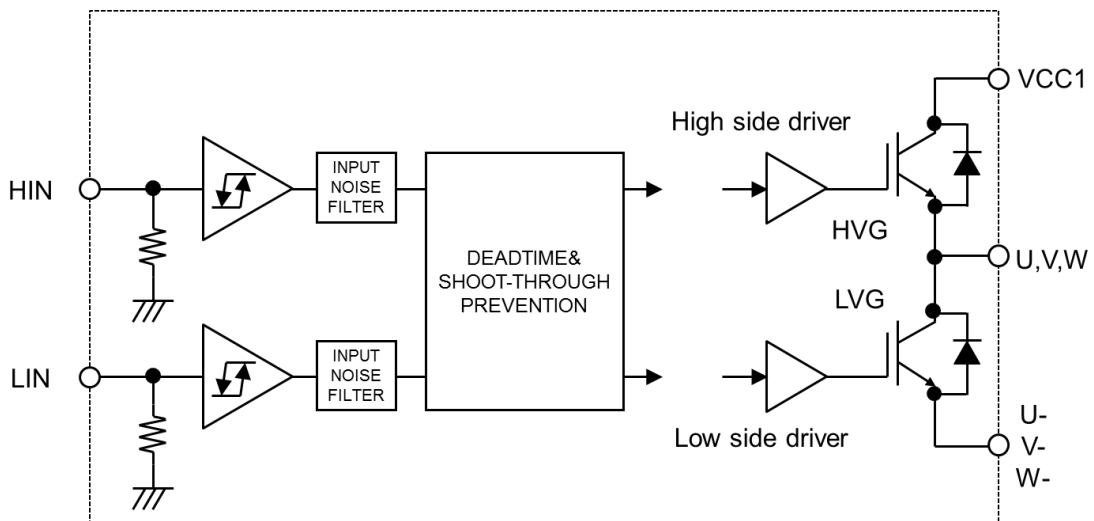 VCC1
High side driver
HIN
INPUT
NOISE
FILTER
HVG
DEADTIME&
SHOOT-THROUGH
PREVENTION
U,V,W
LVG
LIN
INPUT
NOISE
FILTER
Low side driver
U-
V-
W-